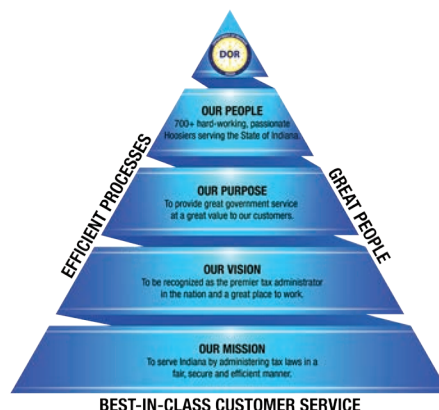 DOR
OUR PEOPLE
700+ hard-working, passionate
Hoosiers serving the State of Indiana.
OUR PURPOSE
To provide great government service
at a great value to our customers.
OUR VISION
To be recognized as the premier tax administrator
in the nation and a great place to work.
OUR MISSION
To serve Indiana by administering tax laws in a
fair, secure and efficient manner.
EFFICIENT PROCESSES
GREAT PEOPLE
BEST-IN-CLASS CUSTOMER SERVICE